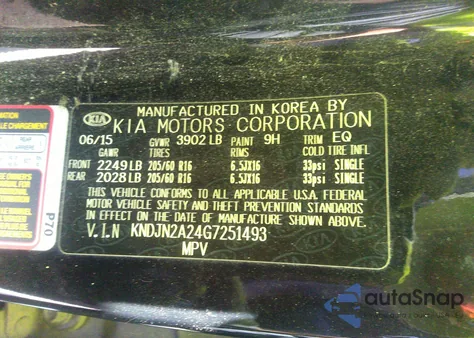 MANUFACTURED IN KOREA BY
KIA KIA MOTORS CORPORATION
06/15 GVWR 3902 LB PAINT 9H TRIM EQ
GAWR TIRES RIMS COLD TIRE INFL
FRONT 2249 LB 205/60 R16 6.5JX16 33psi SINGLE
REAR 2028 LB 205/60 R16 6.5JX16 33psi SINGLE
THIS VEHICLE CONFORMS TO ALL APPLICABLE U.S.A. FEDERAL
MOTOR VEHICLE SAFETY AND THEFT PREVENTION STANDARDS
IN EFFECT ON THE DATE OF MANUFACTURE SHOWN ABOVE.
V.I.N KNDJN2A24G7251493
MPV
P70
autaSnap